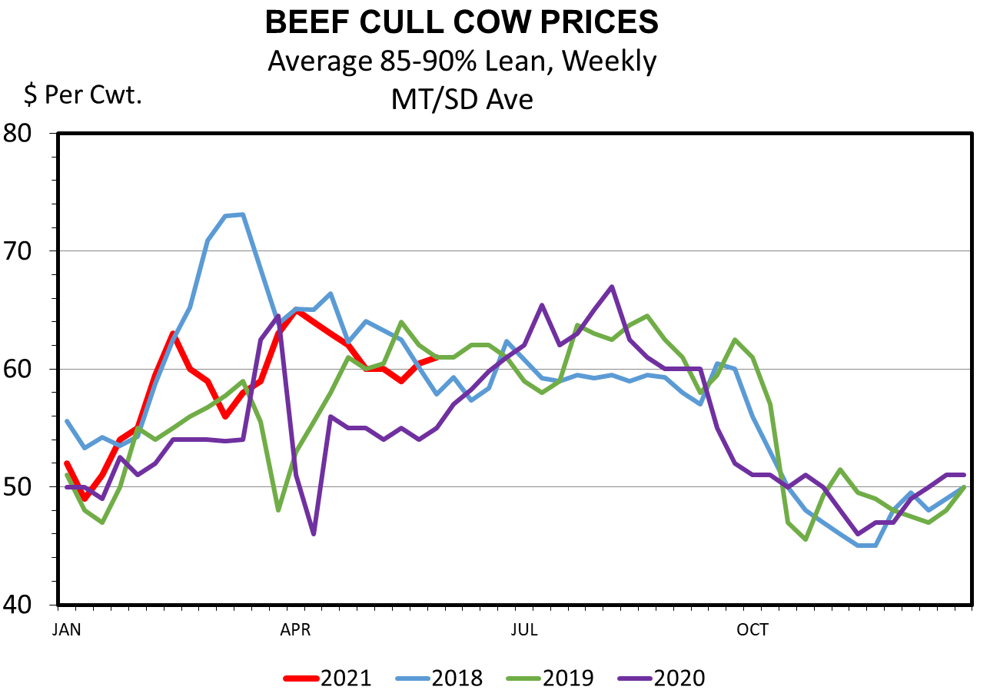 BEEF CULL COW PRICES
Average 85-90% Lean, Weekly
MT/SD Ave
$ Per Cwt.
80
70
60
50
40
JAN APR JUL OCT
2021 2018 2019 2020